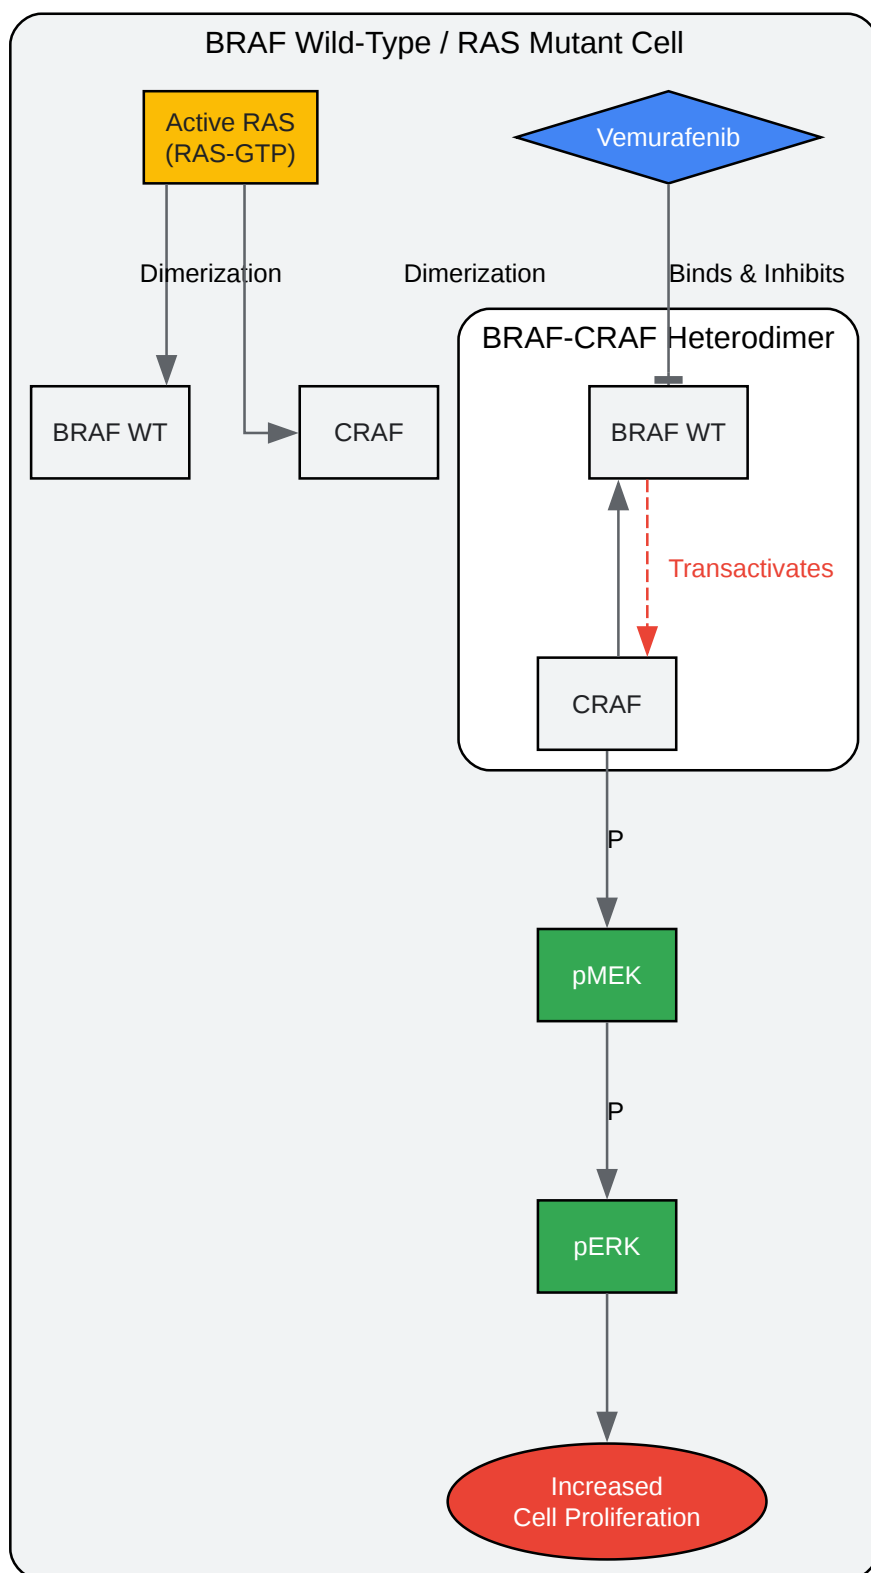 BRAF Wild-Type / RAS Mutant Cell
Active RAS
(RAS-GTP)
Vemurafenib
Dimerization
Dimerization
Binds & Inhibits
BRAF-CRAF Heterodimer
BRAF WT
CRAF
BRAF WT
Transactivates
CRAF
P
pMEK
P
pERK
Increased
Cell Proliferation